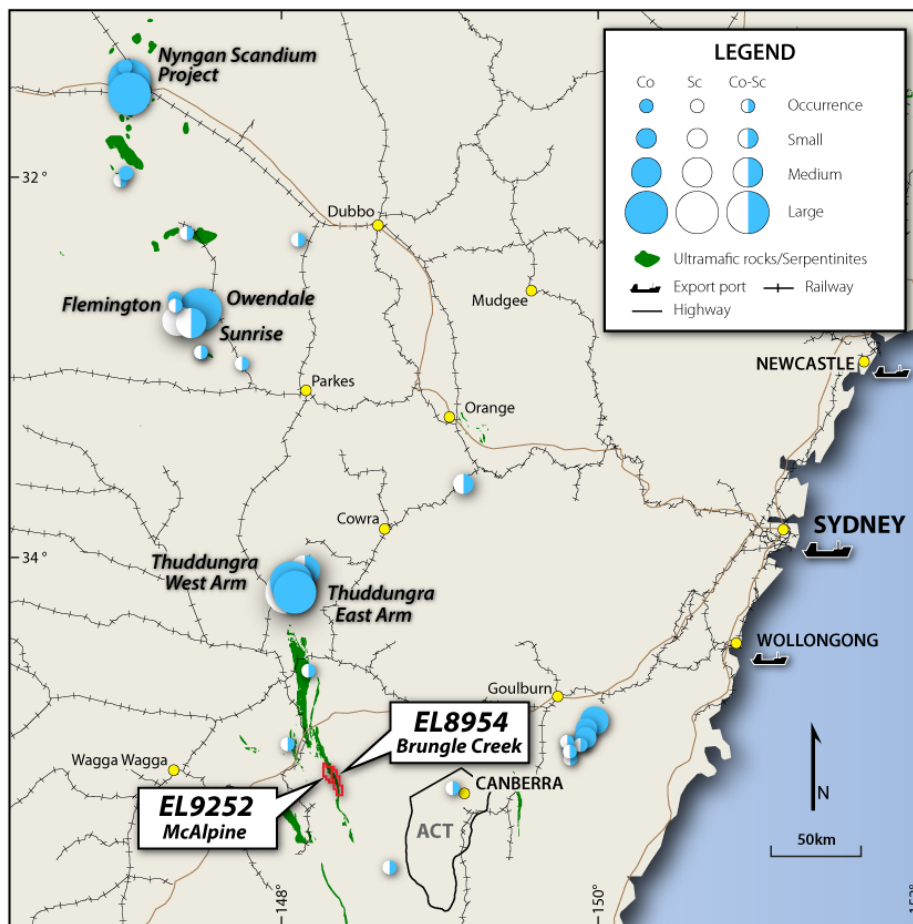 Nyngan Scandium
Project
LEGEND
Co Sc Co-Sc
Occurrence
Small
Medium
Large
Ultramafic rocks/Serpentinites
Export port Railway
Highway
32°
Dubbo
Mudgee
Flemington
Owendale
Sunrise
NEWCASTLE
Parkes
Orange
Cowra
SYDNEY
34°
Thuddungra
West Arm
Thuddungra
East Arm
WOLLONGONG
Goulburn
EL8954
Brungle Creek
Wagga Wagga
CANBERRA
EL9252
McAlpine
ACT
N
50km
148°
150°